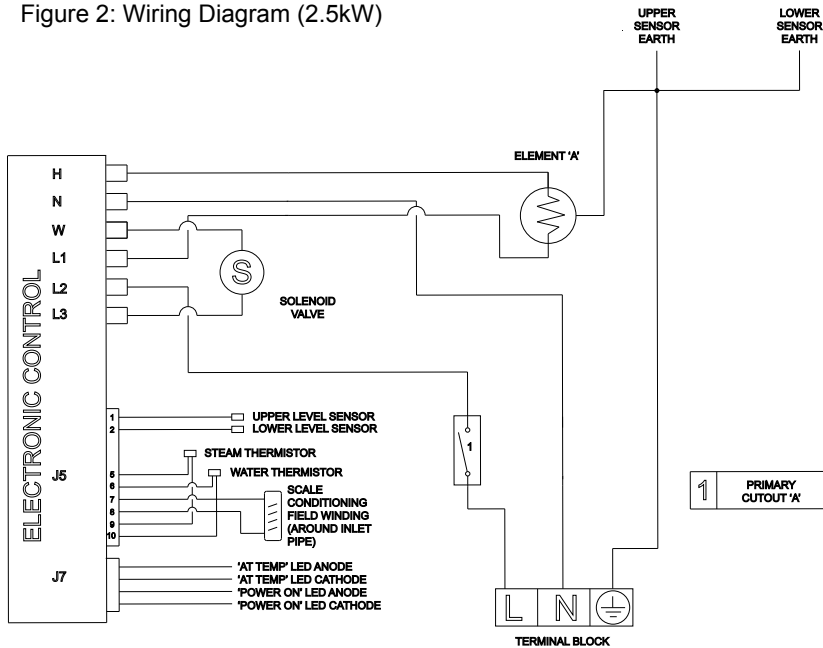 Figure 2: Wiring Diagram (2.5kW)
UPPER
SENSOR
EARTH
LOWER
SENSOR
EARTH
ELEMENT 'A'
H
N
W
L1
L2
L3
S
SOLENOID
VALVE
ELECTRONIC CONTROL
1
2
UPPER LEVEL SENSOR
LOWER LEVEL SENSOR
J5
5
6
7
8
9
10
STEAM THERMISTOR
WATER THERMISTOR
SCALE
CONDITIONING
FIELD WINDING
(AROUND INLET
PIPE)
1
1 PRIMARY
CUTOUT 'A'
J7
'AT TEMP' LED ANODE
'AT TEMP' LED CATHODE
'POWER ON' LED ANODE
'POWER ON' LED CATHODE
L N
TERMINAL BLOCK